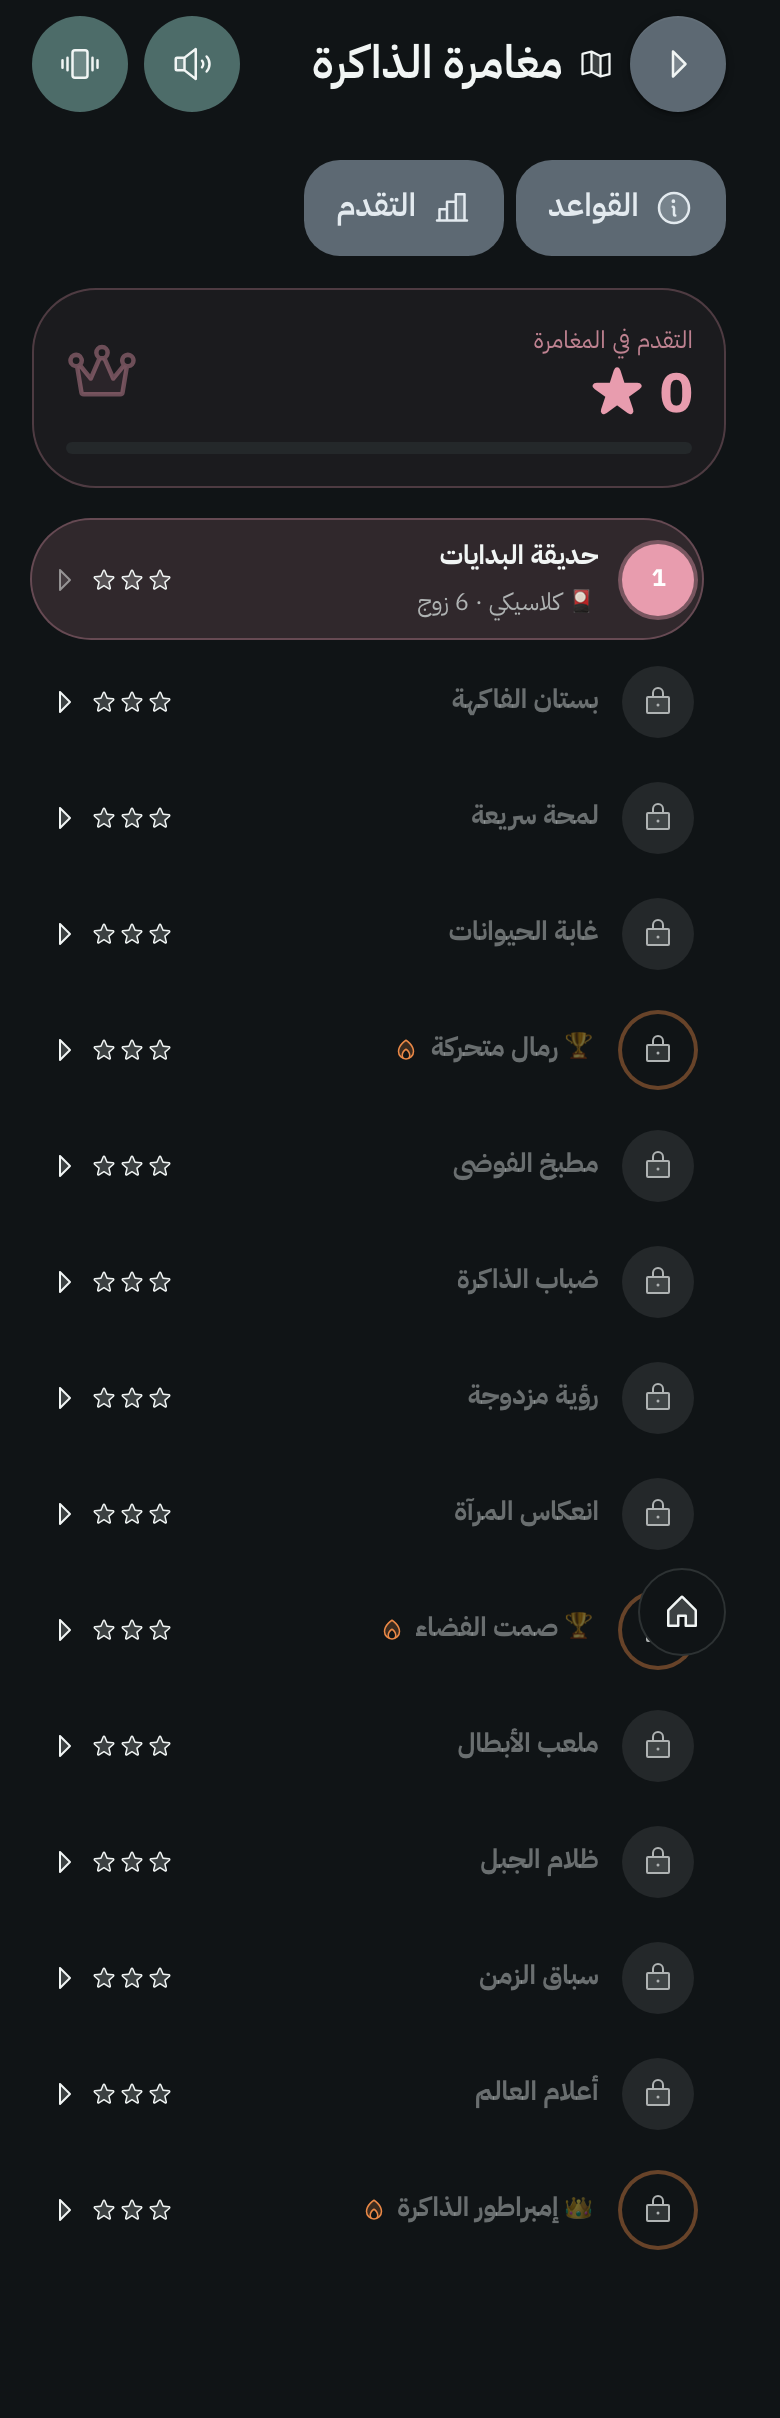 مغامرة الذاكرة
القواعد
التقدم
التقدم في المغامرة
0
1
حديقة البدايات
كلاسيكي · 6 زوج
بستان الفاكهة
لمحة سريعة
غابة الحيوانات
رمال متحركة
مطبخ الفوضى
ضباب الذاكرة
رؤية مزدوجة
انعكاس المرآة
صمت الفضاء
ملعب الأبطال
ظلام الجبل
سباق الزمن
أعلام العالم
إمبراطور الذاكرة